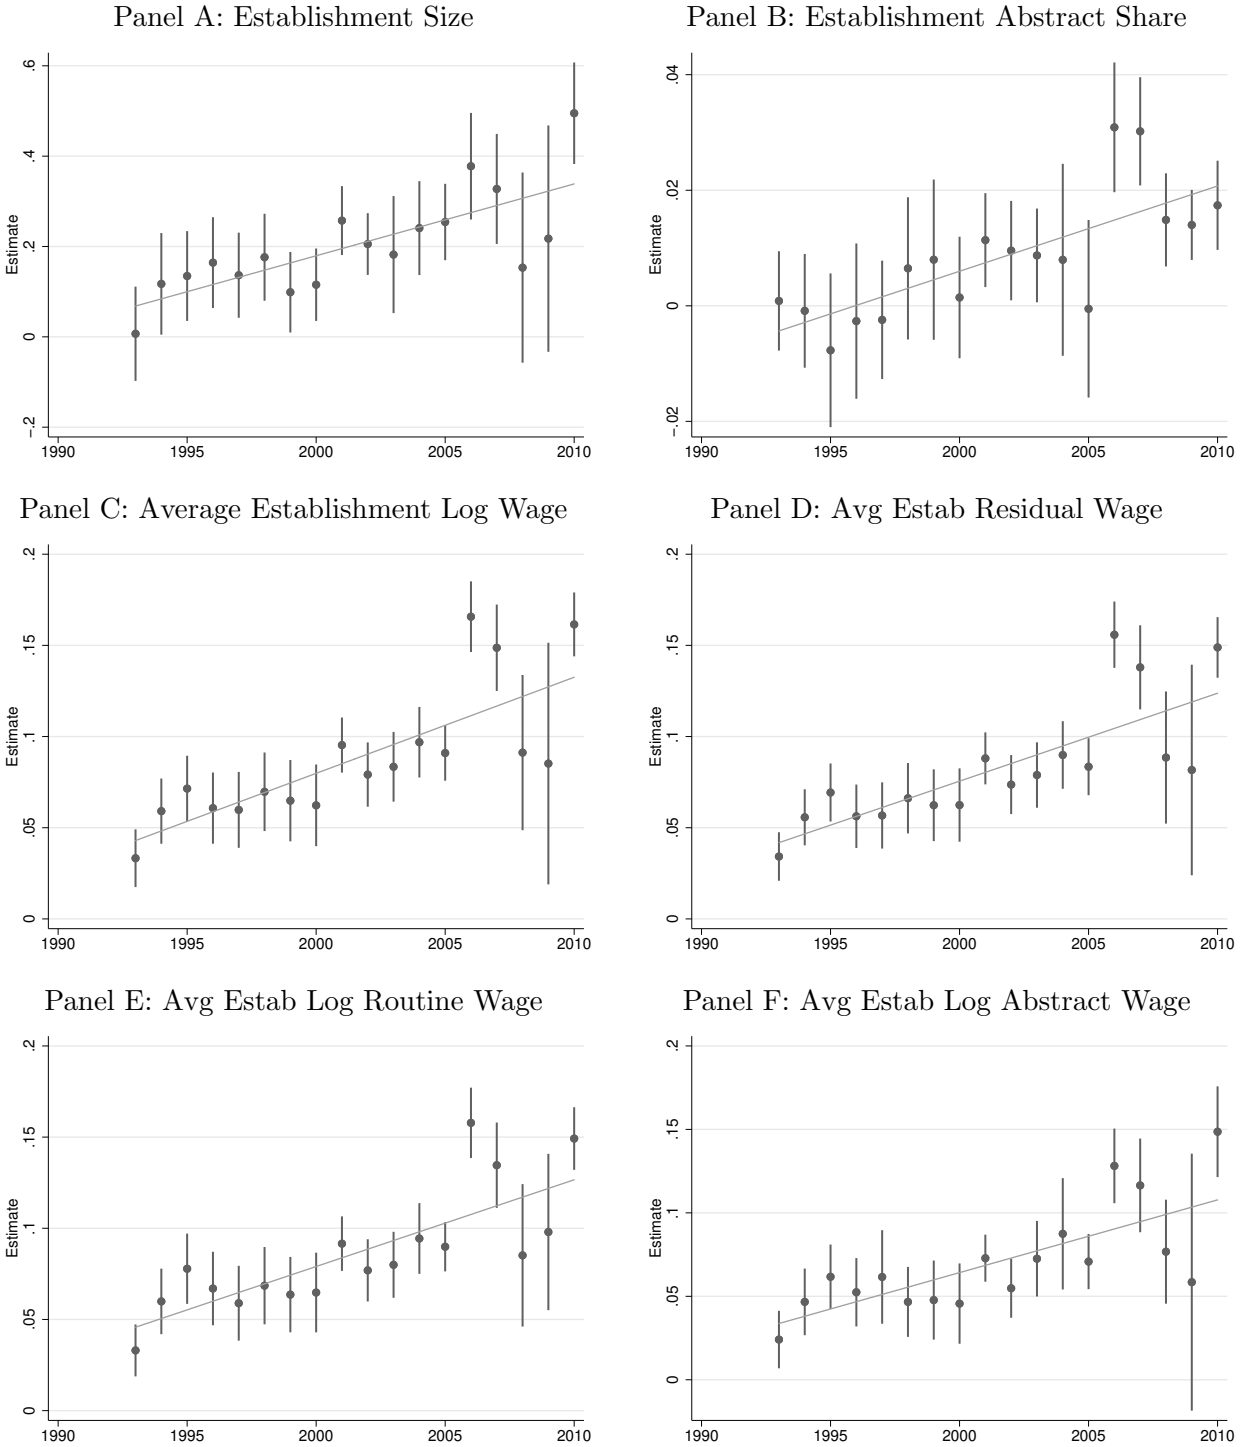 Panel A: Establishment Size
Estimate
.6
.4
.2
0
-.2
1990 1995 2000 2005 2010
Panel B: Establishment Abstract Share
Estimate
.04
.02
0
-.02
1990 1995 2000 2005 2010
Panel C: Average Establishment Log Wage
Estimate
.2
.15
.1
.05
0
1990 1995 2000 2005 2010
Panel D: Avg Estab Residual Wage
Estimate
.2
.15
.1
.05
0
1990 1995 2000 2005 2010
Panel E: Avg Estab Log Routine Wage
Estimate
.2
.15
.1
.05
0
1990 1995 2000 2005 2010
Panel F: Avg Estab Log Abstract Wage
Estimate
.2
.15
.1
.05
0
1990 1995 2000 2005 2010